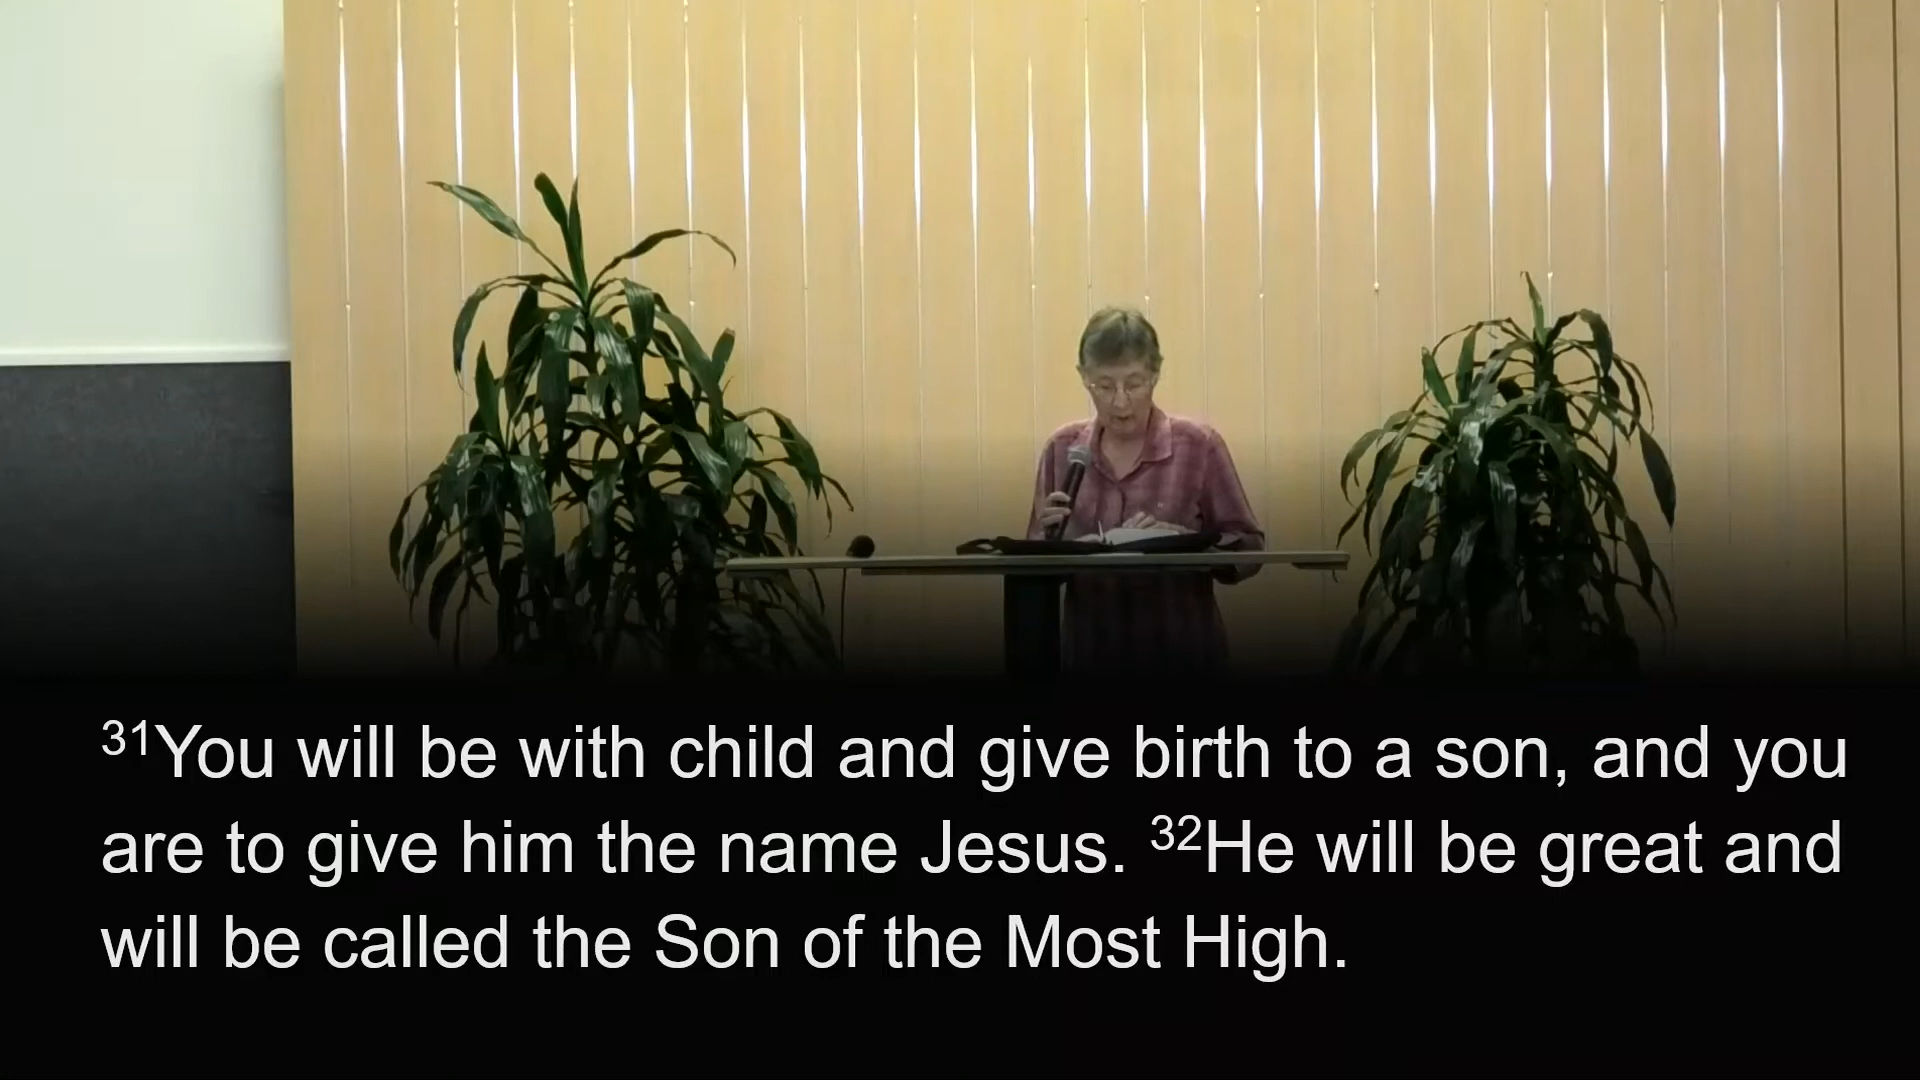 ³¹You will be with child and give birth to a son, and you
are to give him the name Jesus. ³²He will be great and
will be called the Son of the Most High.